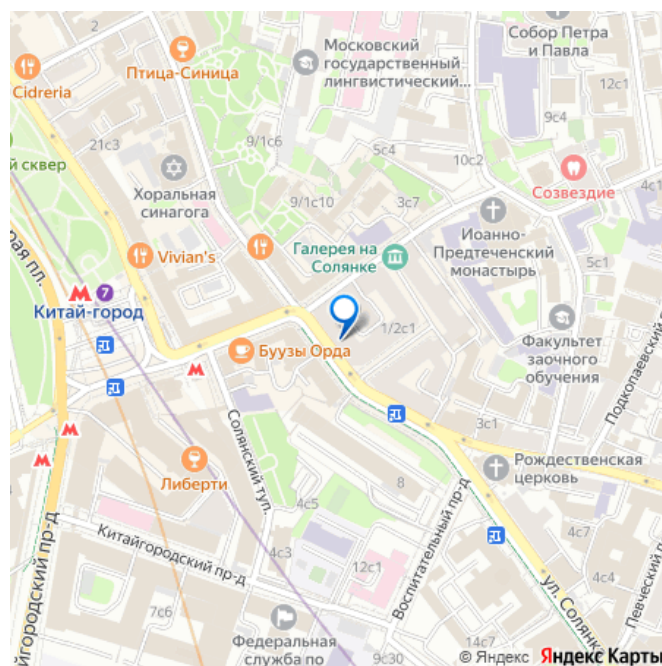 Собор Петра
и Павла
Московский
государственный
лингвистический...
Птица-Синица
Cidreria
12с1
9с4
21с3
9/1с6
5с4
10с2
Созвездие
4с1
й сквер
Хоральная
синагога
9/1с10
3с7
Иоанно-
Предтеченский
монастырь
Галерея на
Солянке
Vivian's
5с1
рая пл.
7
Китай-город
1/2с1
Факультет
заочного
обучения
Буузы Орда
Подкопаевский
Солянский туп.
3с1
Рождественская
церковь
Либерти
8
4с5
Китайгородский пр-д
4с3
12с1
Воспитательный пр-д
4с7
4с4
ул. Солянка
Певческий п
айгородский пр-д
7с6
Федеральная
служба по
9с30
14с7
© Яндекс Яндекс Карты